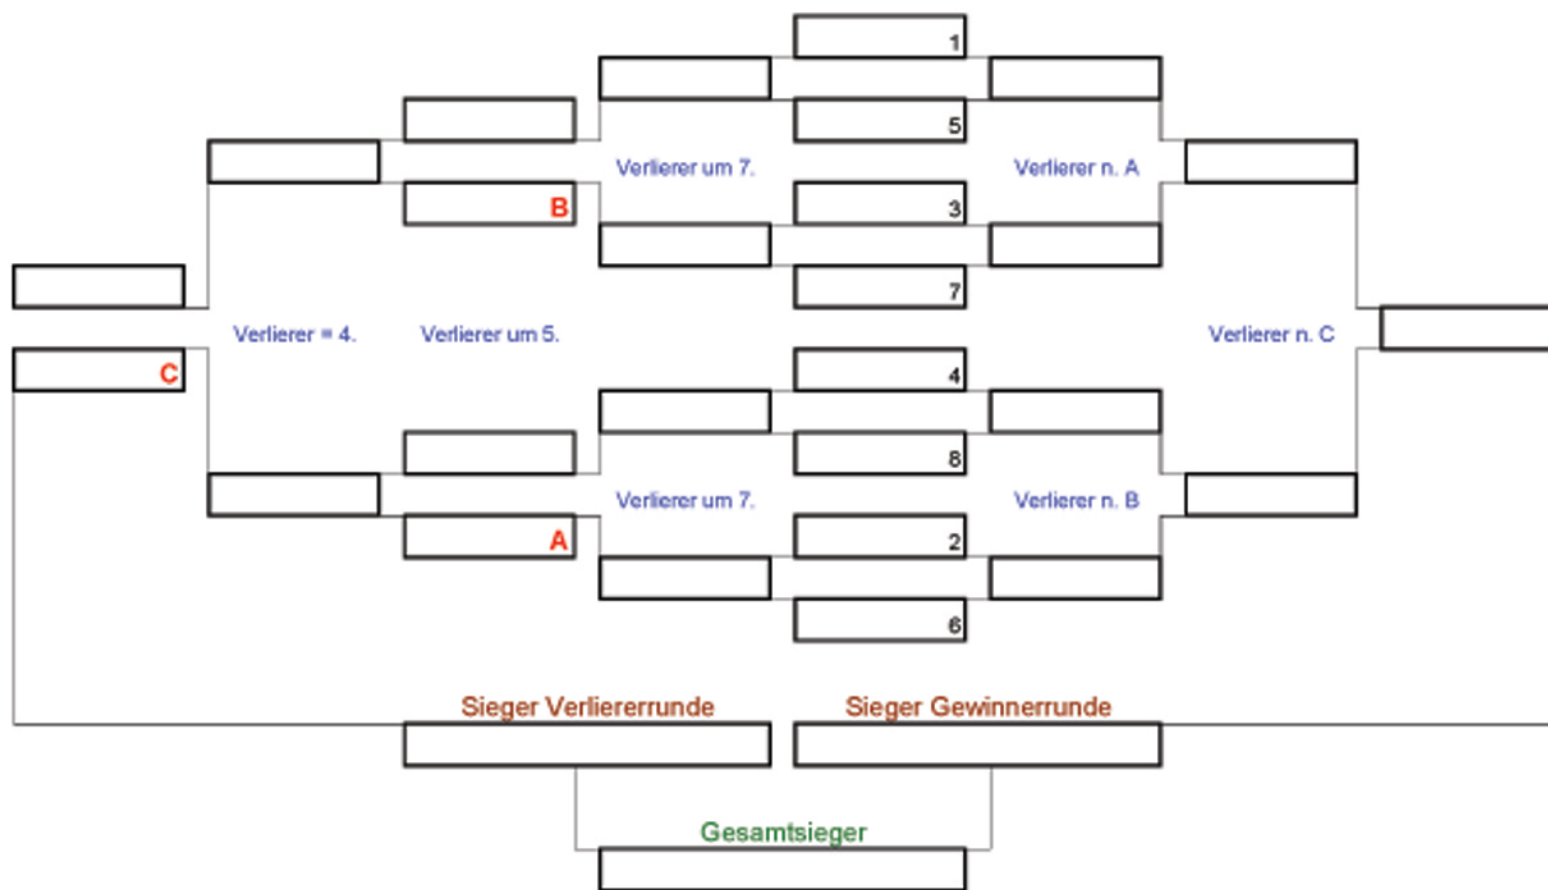 1
5
Verlierer um 7.
Verlierer n. A
B
3
7
Verlierer = 4.
Verlierer um 5.
Verlierer n. C
C
4
8
Verlierer um 7.
Verlierer n. B
A
2
6
Sieger Verliererrunde
Sieger Gewinnerrunde
Gesamtsieger